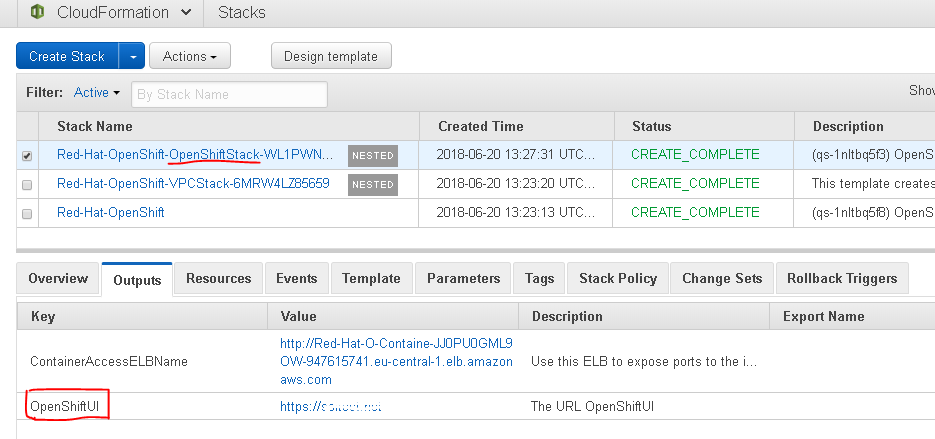 CloudFormation Stacks
Create Stack Actions Design template
Filter: Active By Stack Name Show
Stack Name Created Time Status Description
Red-Hat-OpenShift-OpenShiftStack-WL1PWN... NESTED 2018-06-20 13:27:31 UTC... CREATE_COMPLETE (qs-1nltbq5f3) OpenS
Red-Hat-OpenShift-VPCStack-6MRW4LZ85659 NESTED 2018-06-20 13:23:20 UTC... CREATE_COMPLETE This template creates
Red-Hat-OpenShift 2018-06-20 13:23:13 UTC... CREATE_COMPLETE (qs-1nltbq5f8) OpenS
Overview Outputs Resources Events Template Parameters Tags Stack Policy Change Sets Rollback Triggers
Key Value Description Export Name
ContainerAccessELBName http://Red-Hat-O-Containe-JJ0PU0GML9
OW-947615741.eu-central-1.elb.amazon Use this ELB to expose ports to the i...
aws.com
OpenShiftUI The URL OpenShiftUI